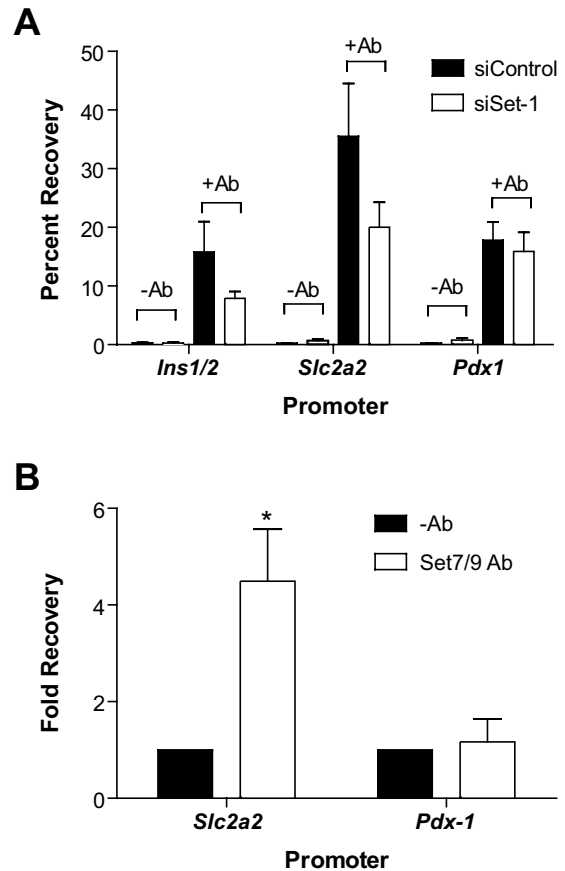 A
Percent Recovery
50
40
30
20
10
0
siControl
siSet-1
-Ab
+Ab
-Ab
+Ab
-Ab
+Ab
Ins1/2 Slc2a2 Pdx1
Promoter
B
Fold Recovery
6
4
2
0
-Ab
Set7/9 Ab
*
Slc2a2 Pdx-1
Promoter